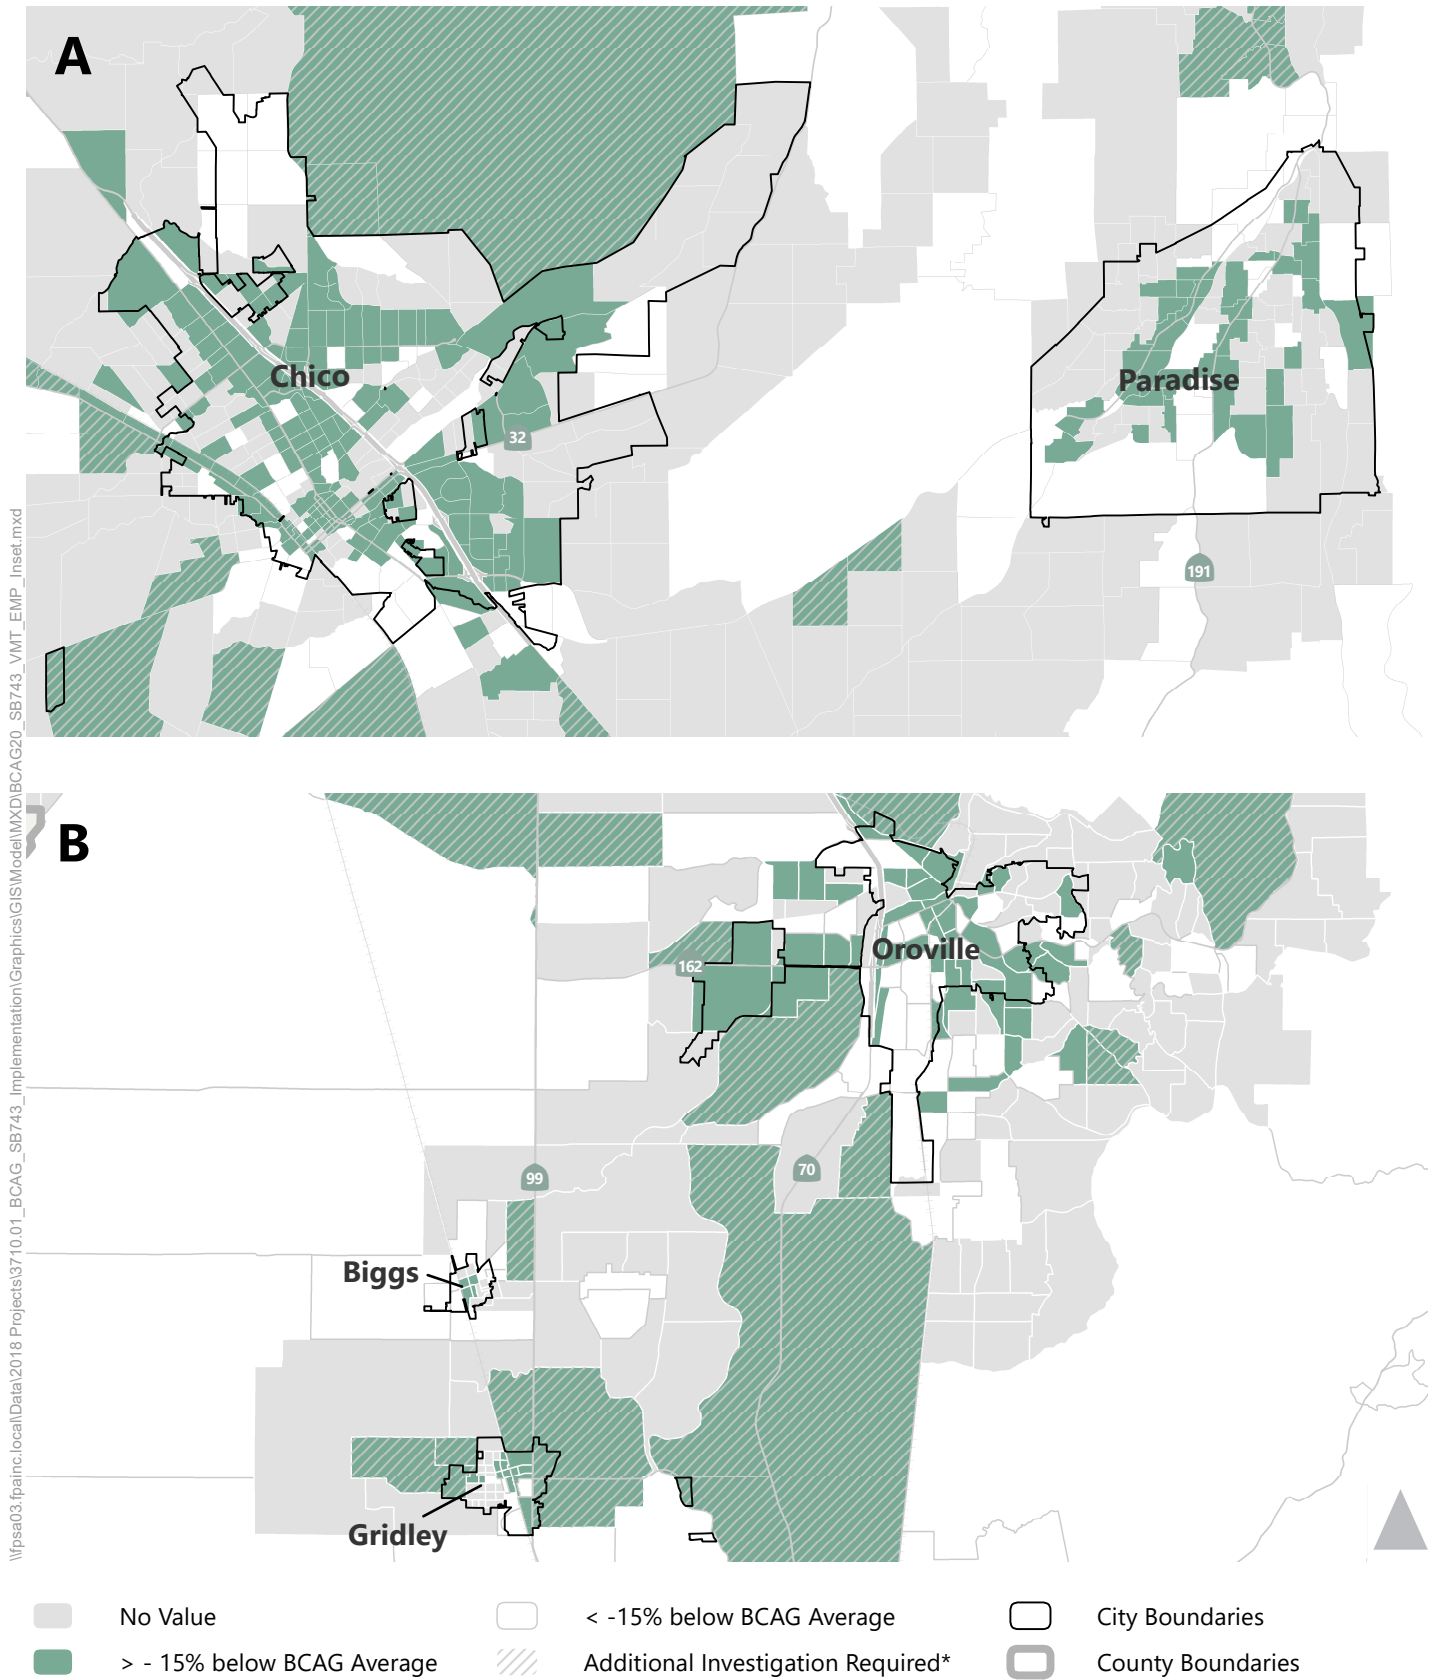 A
Chico
32
Paradise
191
B
Oroville
162
99
70
Biggs
Gridley
\\fpsa03.fpainc.local\Data\2018 Projects\3710.01_BCAG_SB743_Implementation\Graphics\GIS\Model\MXD\BCAG20_SB743_VMT_EMP_Inset.mxd
No Value
< -15% below BCAG Average
City Boundaries
> - 15% below BCAG Average
Additional Investigation Required*
County Boundaries